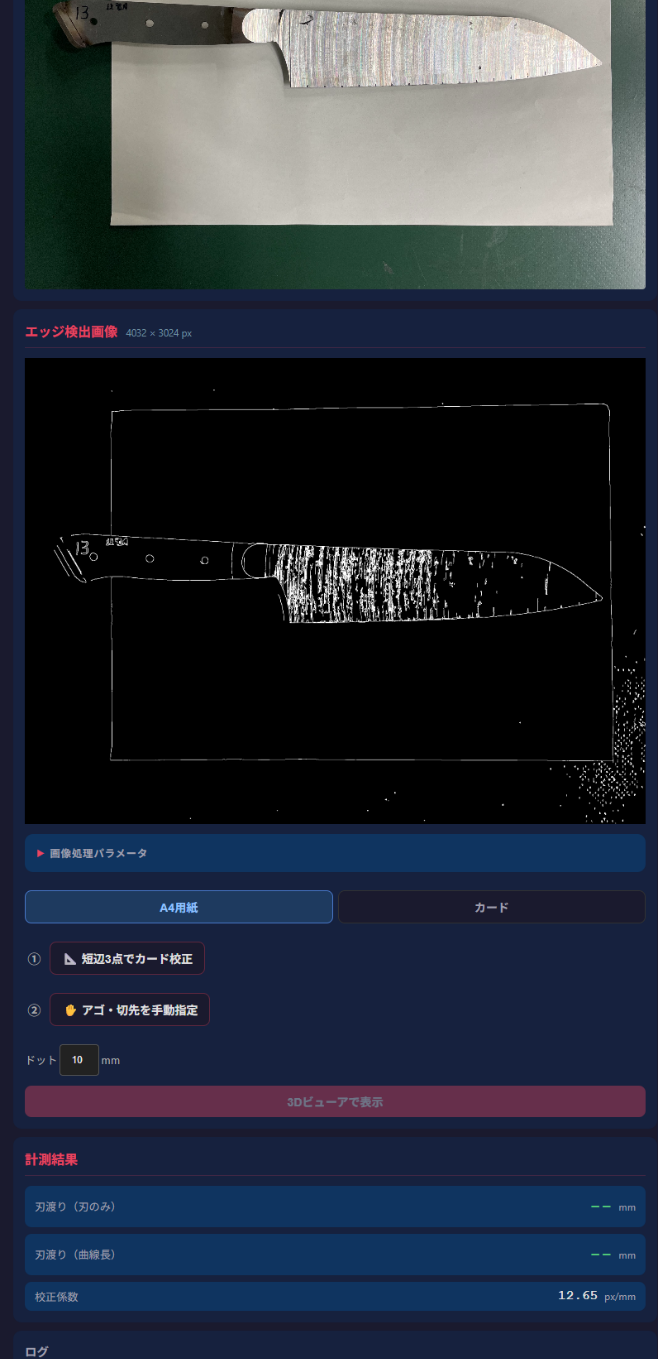 13
エッジ検出画像 4032 × 3024 px
13
▶ 画像処理パラメータ
A4用紙
カード
① 短辺3点でカード校正
② アゴ・切先を手動指定
ドット 10 mm
3Dビューアで表示
計測結果
刃渡り（刃のみ） -- mm
刃渡り（曲線長） -- mm
校正係数 12.65 px/mm
ログ